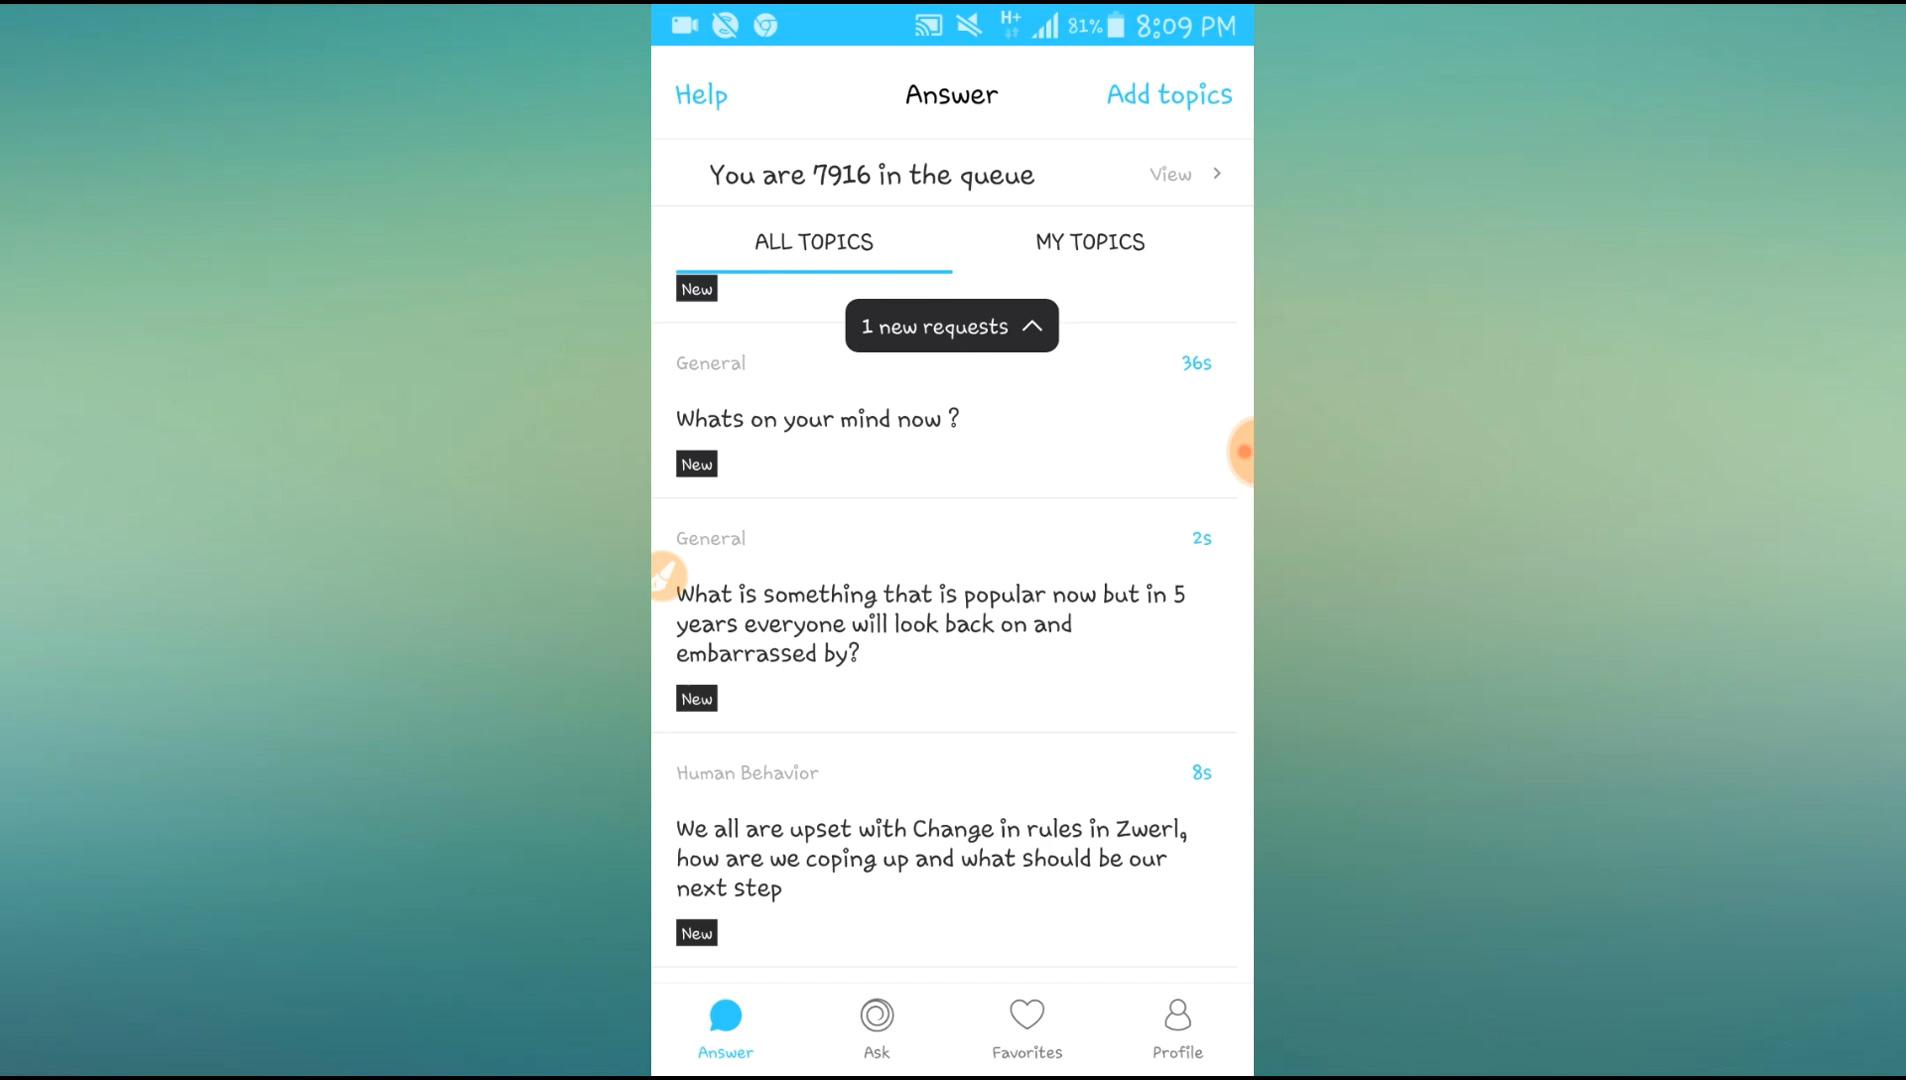 H+ 81% 8:09 PM
Help Answer Add topics
You are 7916 in the queue View >
ALL TOPICS MY TOPICS
New
1 new requests
General 36s
Whats on your mind now ?
New
General 2s
What is something that is popular now but in 5
years everyone will look back on and
embarrassed by?
New
Human Behavior 8s
We all are upset with Change in rules in Zwerl,
how are we coping up and what should be our
next step
New
Answer Ask Favorites Profile